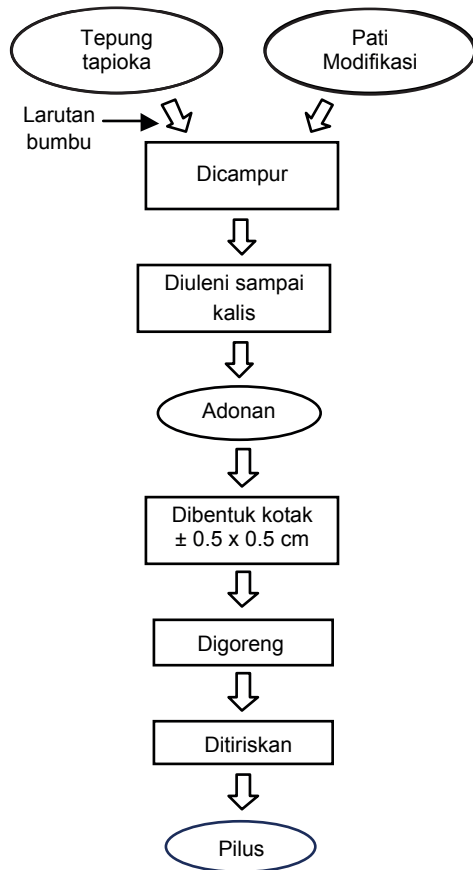 Tepung
tapioka
Pati
Modifikasi
Larutan
bumbu
Dicampur
Diuleni sampai
kalis
Adonan
Dibentuk kotak
± 0.5 x 0.5 cm
Digoreng
Ditiriskan
Pilus